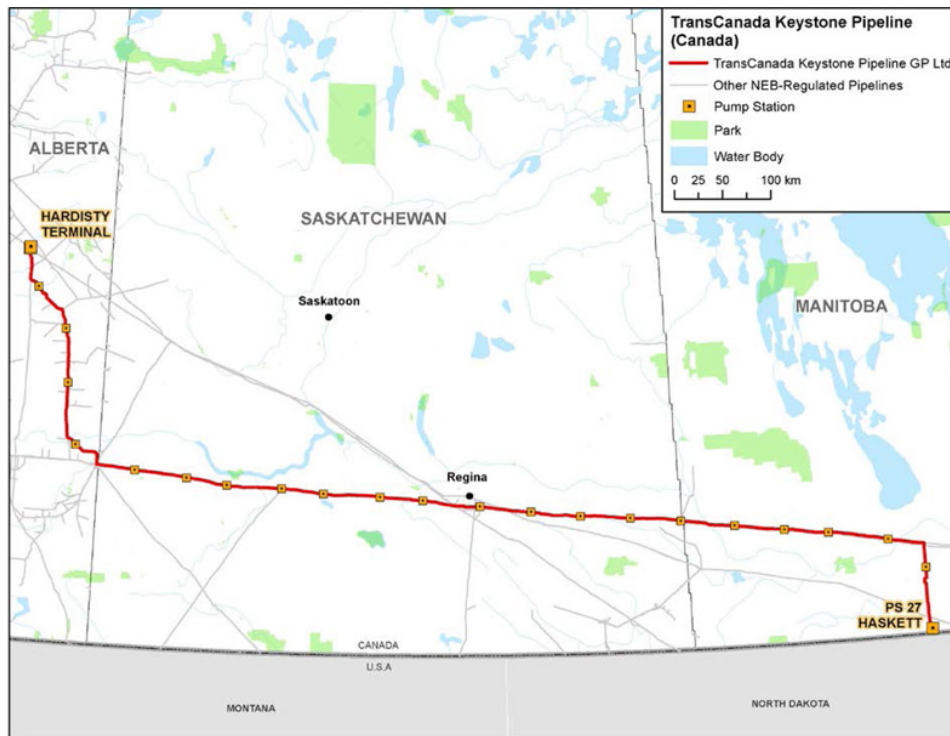 TransCanada Keystone Pipeline
(Canada)
TransCanada Keystone Pipeline GP Ltd
Other NEB-Regulated Pipelines
Pump Station
Park
Water Body
0 25 50 100 km
ALBERTA
HARDISTY
TERMINAL
SASKATCHEWAN
Saskatoon
MANITOBA
Regina
PS 27
HASKETT
CANADA
U.S.A
MONTANA
NORTH DAKOTA